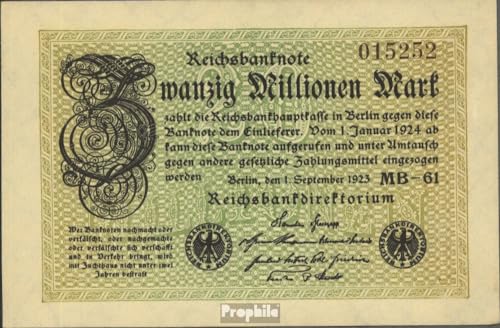 Reichsbanknote
015252
Zwanzig Millionen Mark
zahlt die Reichsbankhauptkasse in Berlin gegen diese
Banknote dem Einlieferer. Vom 1. Januar 1924 ab
kann diese Banknote aufgerufen und unter Umtausch
gegen andere gesetzliche Zahlungsmittel eingezogen
werden
Berlin, den 1. September 1923
MB-61
Reichsbankdirektorium
Wer Banknoten nachmacht oder
verfälscht, oder nachgemachte
oder verfälschte sich verschafft
und in Verkehr bringt, wird
mit Zuchthaus nicht unter zwei
Jahren bestraft
Prophila